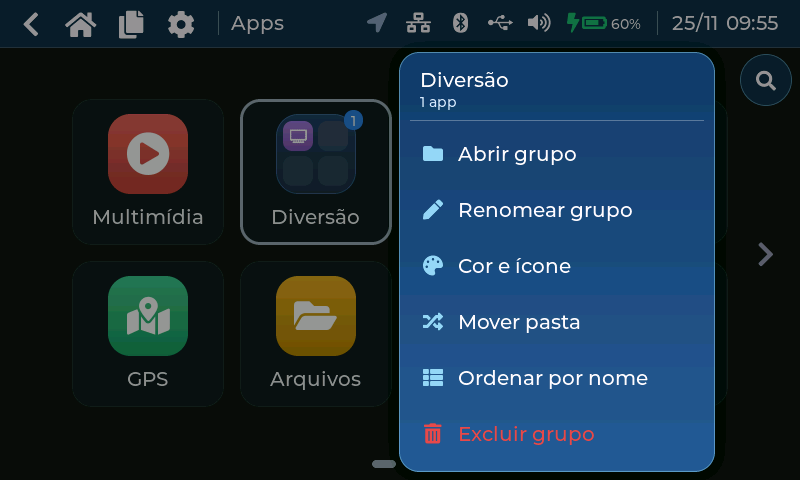 Apps
60%
25/11 09:55
Diversão
1 app
Abrir grupo
Renomear grupo
Cor e ícone
Mover pasta
Ordenar por nome
Excluir grupo
1
Multimídia
Diversão
GPS
Arquivos